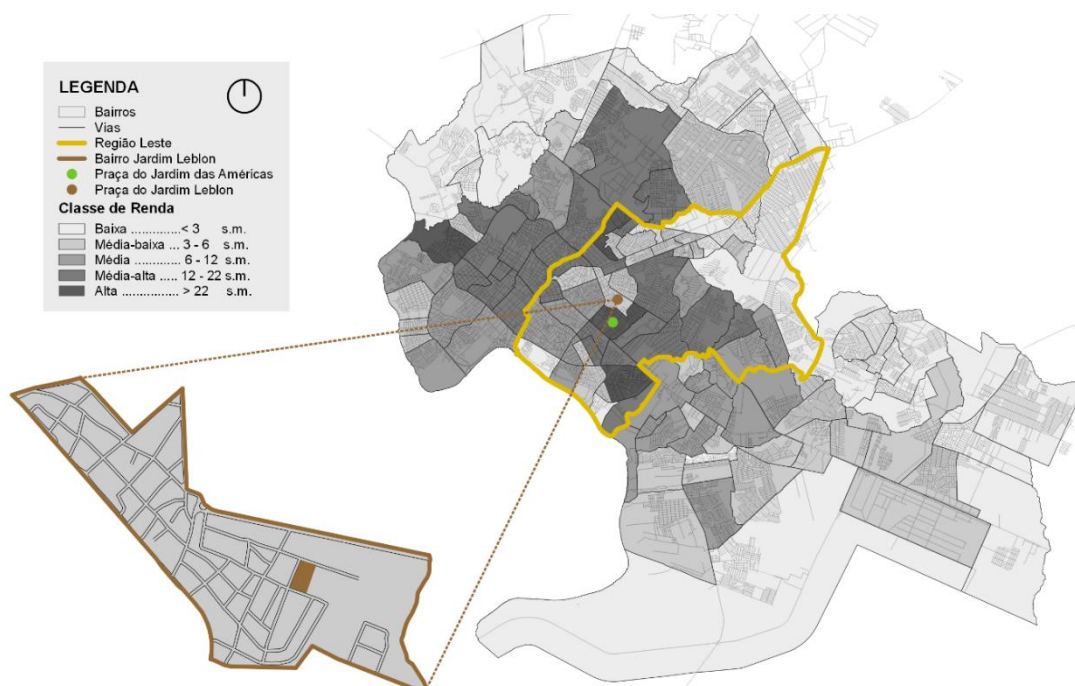 LEGENDA
Bairros
Vias
Região Leste
Bairro Jardim Leblon
Praça do Jardim das Américas
Praça do Jardim Leblon
Classe de Renda
Baixa ..............< 3 s.m.
Média-baixa ... 3 - 6 s.m.
Média ............. 6 - 12 s.m.
Média-alta ..... 12 - 22 s.m.
Alta ................ > 22 s.m.